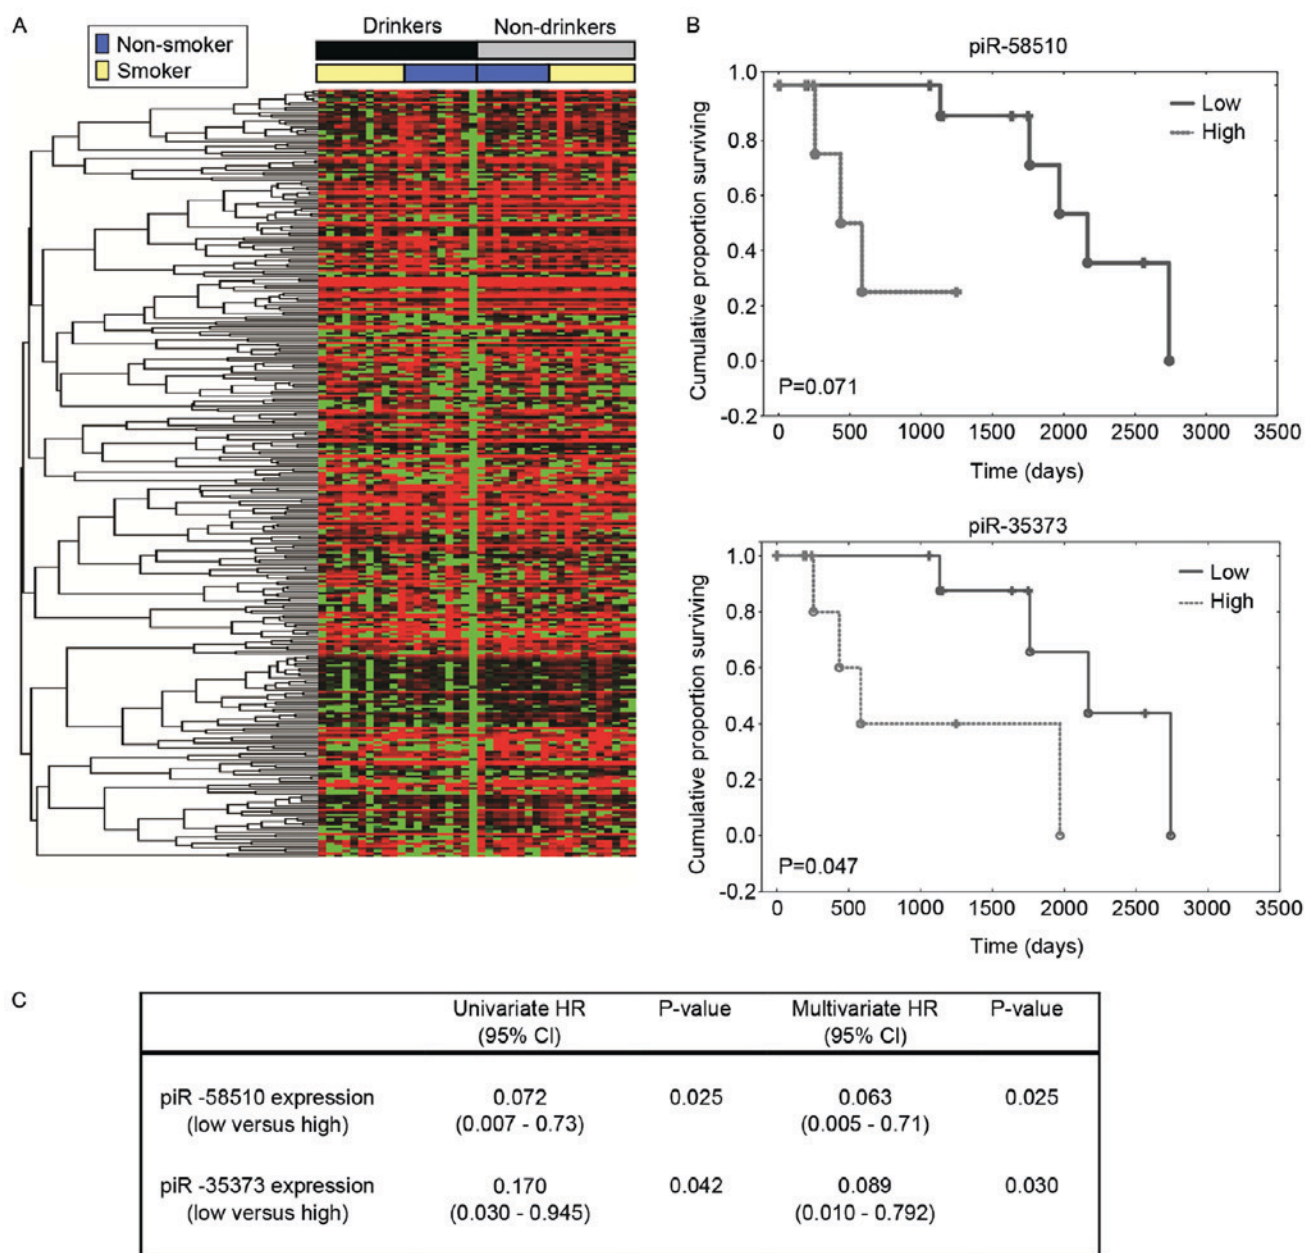 A
Non-smoker
Smoker
Drinkers
Non-drinkers
B
piR-58510
1.0
0.8
0.6
0.4
0.2
0.0
-0.2
Cumulative proportion surviving
Low
High
P=0.071
0 500 1000 1500 2000 2500 3000 3500
Time (days)
piR-35373
1.0
0.8
0.6
0.4
0.2
0.0
-0.2
Cumulative proportion surviving
Low
High
P=0.047
0 500 1000 1500 2000 2500 3000 3500
Time (days)
C
Univariate HR P-value Multivariate HR P-value
(95% CI) (95% CI)
piR -58510 expression 0.072 0.025 0.063 0.025
(low versus high) (0.007 - 0.73) (0.005 - 0.71)
piR -35373 expression 0.170 0.042 0.089 0.030
(low versus high) (0.030 - 0.945) (0.010 - 0.792)